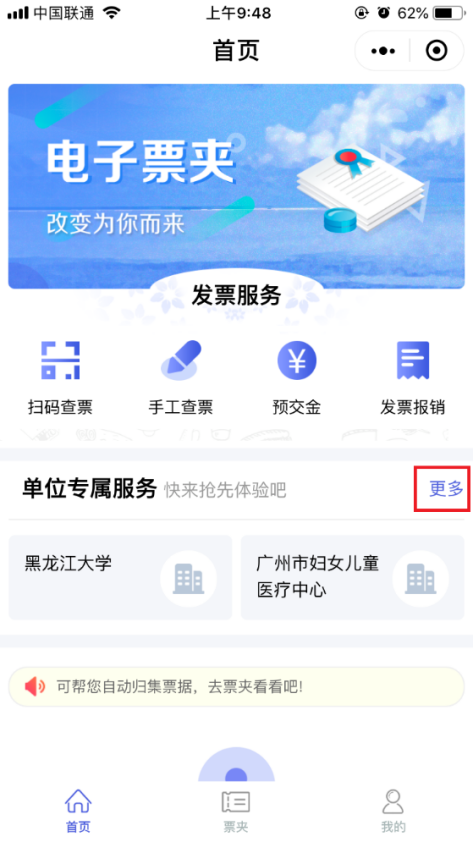 中国联通 上午9:48 62%
首页
电子票夹
改变为你而来
发票服务
扫码查票 手工查票 预交金 发票报销
单位专属服务 快来抢先体验吧 更多
黑龙江大学
广州市妇女儿童
医疗中心
可帮您自动归集票据，去票夹看看吧!
首页 票夹 我的